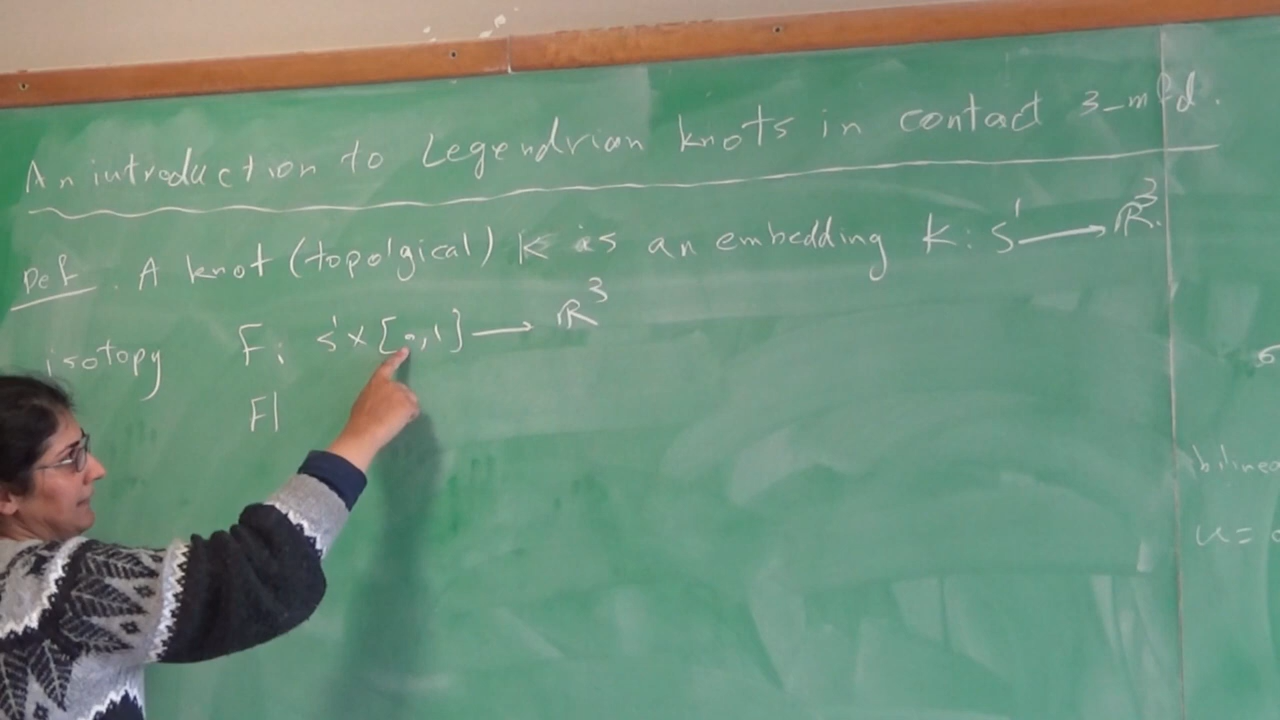 An introduction to Legendrian knots in contact 3-mfd.
Def. A knot (topolgical) K is an embedding K: S¹ ⟶ ℝ³.
isotopy F: S¹×[0,1] ⟶ ℝ³
F|
biline
u =